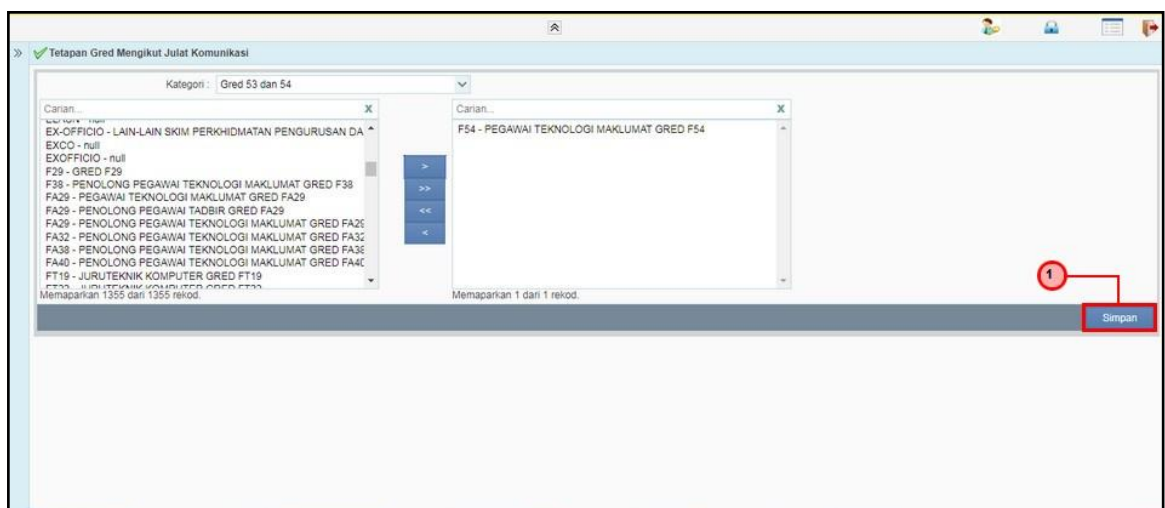 Tetapan Gred Mengikut Julat Komunikasi
Kategori : Gred 53 dan 54
Carian... X
EX-OFFICIO - LAIN-LAIN SKIM PERKHIDMATAN PENGURUSAN DA
EXCO - null
EXOFFICIO - null
F29 - GRED F29
F38 - PENOLONG PEGAWAI TEKNOLOGI MAKLUMAT GRED F38
FA29 - PEGAWAI TEKNOLOGI MAKLUMAT GRED FA29
FA29 - PENOLONG PEGAWAI TADBIR GRED FA29
FA29 - PENOLONG PEGAWAI TEKNOLOGI MAKLUMAT GRED FA29
FA32 - PENOLONG PEGAWAI TEKNOLOGI MAKLUMAT GRED FA32
FA38 - PENOLONG PEGAWAI TEKNOLOGI MAKLUMAT GRED FA38
FA40 - PENOLONG PEGAWAI TEKNOLOGI MAKLUMAT GRED FA40
FT19 - JURUTEKNIK KOMPUTER GRED FT19
Memaparkan 1355 dari 1355 rekod.
>
>>
<<
<
Carian... X
F54 - PEGAWAI TEKNOLOGI MAKLUMAT GRED F54
Memaparkan 1 dari 1 rekod.
1
Simpan